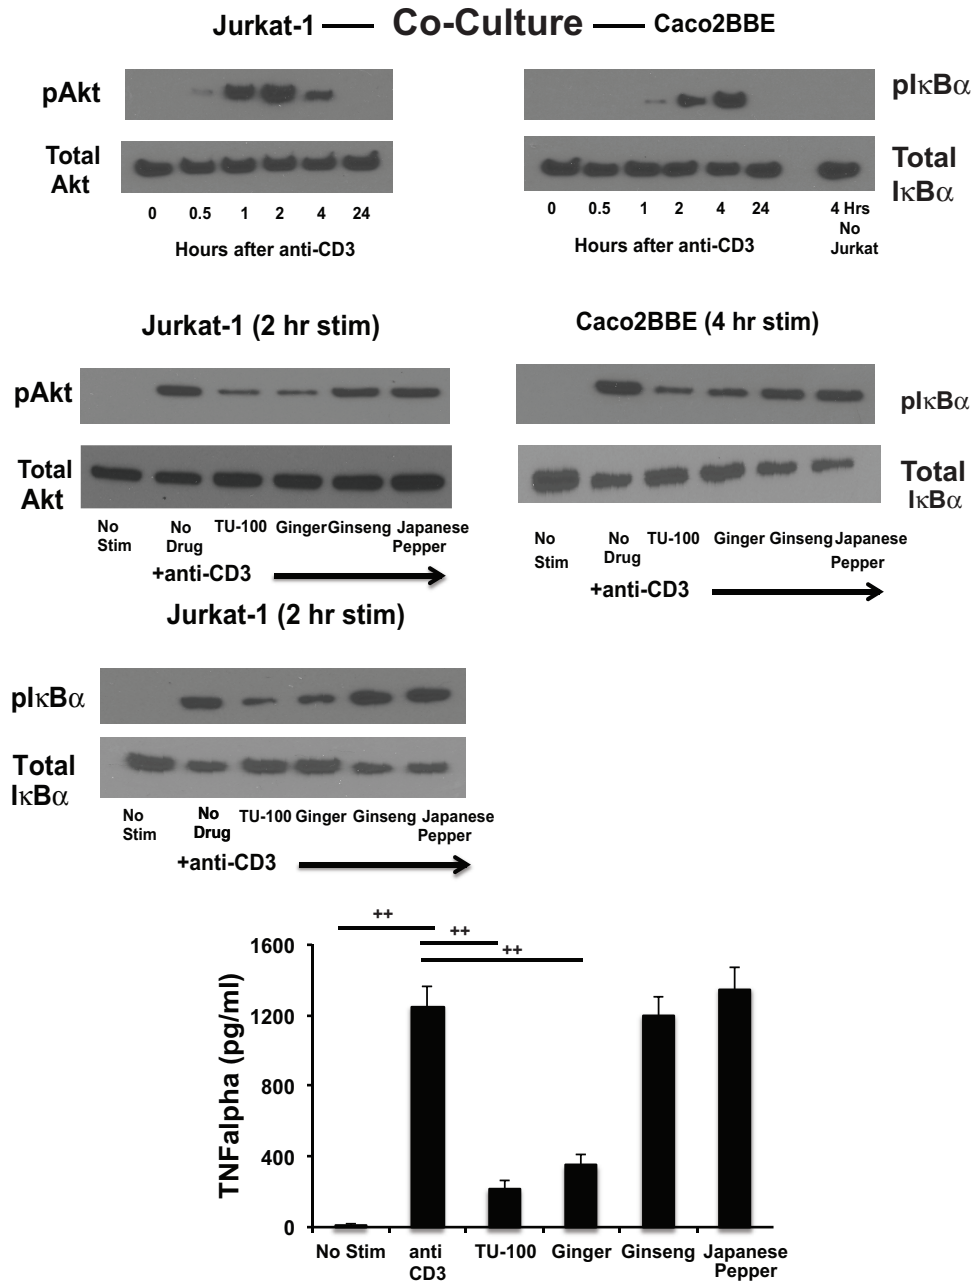 Jurkat-1 Co-Culture Caco2BBE
pAkt
pIκBα
Total
Akt
Total
IκBα
0 0.5 1 2 4 24
Hours after anti-CD3
0 0.5 1 2 4 24 4 Hrs
No
Jurkat
Hours after anti-CD3
Jurkat-1 (2 hr stim)
Caco2BBE (4 hr stim)
pAkt
pIκBα
Total
Akt
Total
IκBα
No
Stim
No
Drug
TU-100 Ginger Ginseng Japanese
Pepper
+anti-CD3
No
Stim
No
Drug
TU-100 Ginger Ginseng Japanese
Pepper
+anti-CD3
Jurkat-1 (2 hr stim)
pIκBα
Total
IκBα
No
Stim
No
Drug
TU-100 Ginger Ginseng Japanese
Pepper
+anti-CD3
TNFalpha (pg/ml)
1600
1200
800
400
0
++
++
++
No Stim anti
CD3
TU-100 Ginger Ginseng Japanese
Pepper